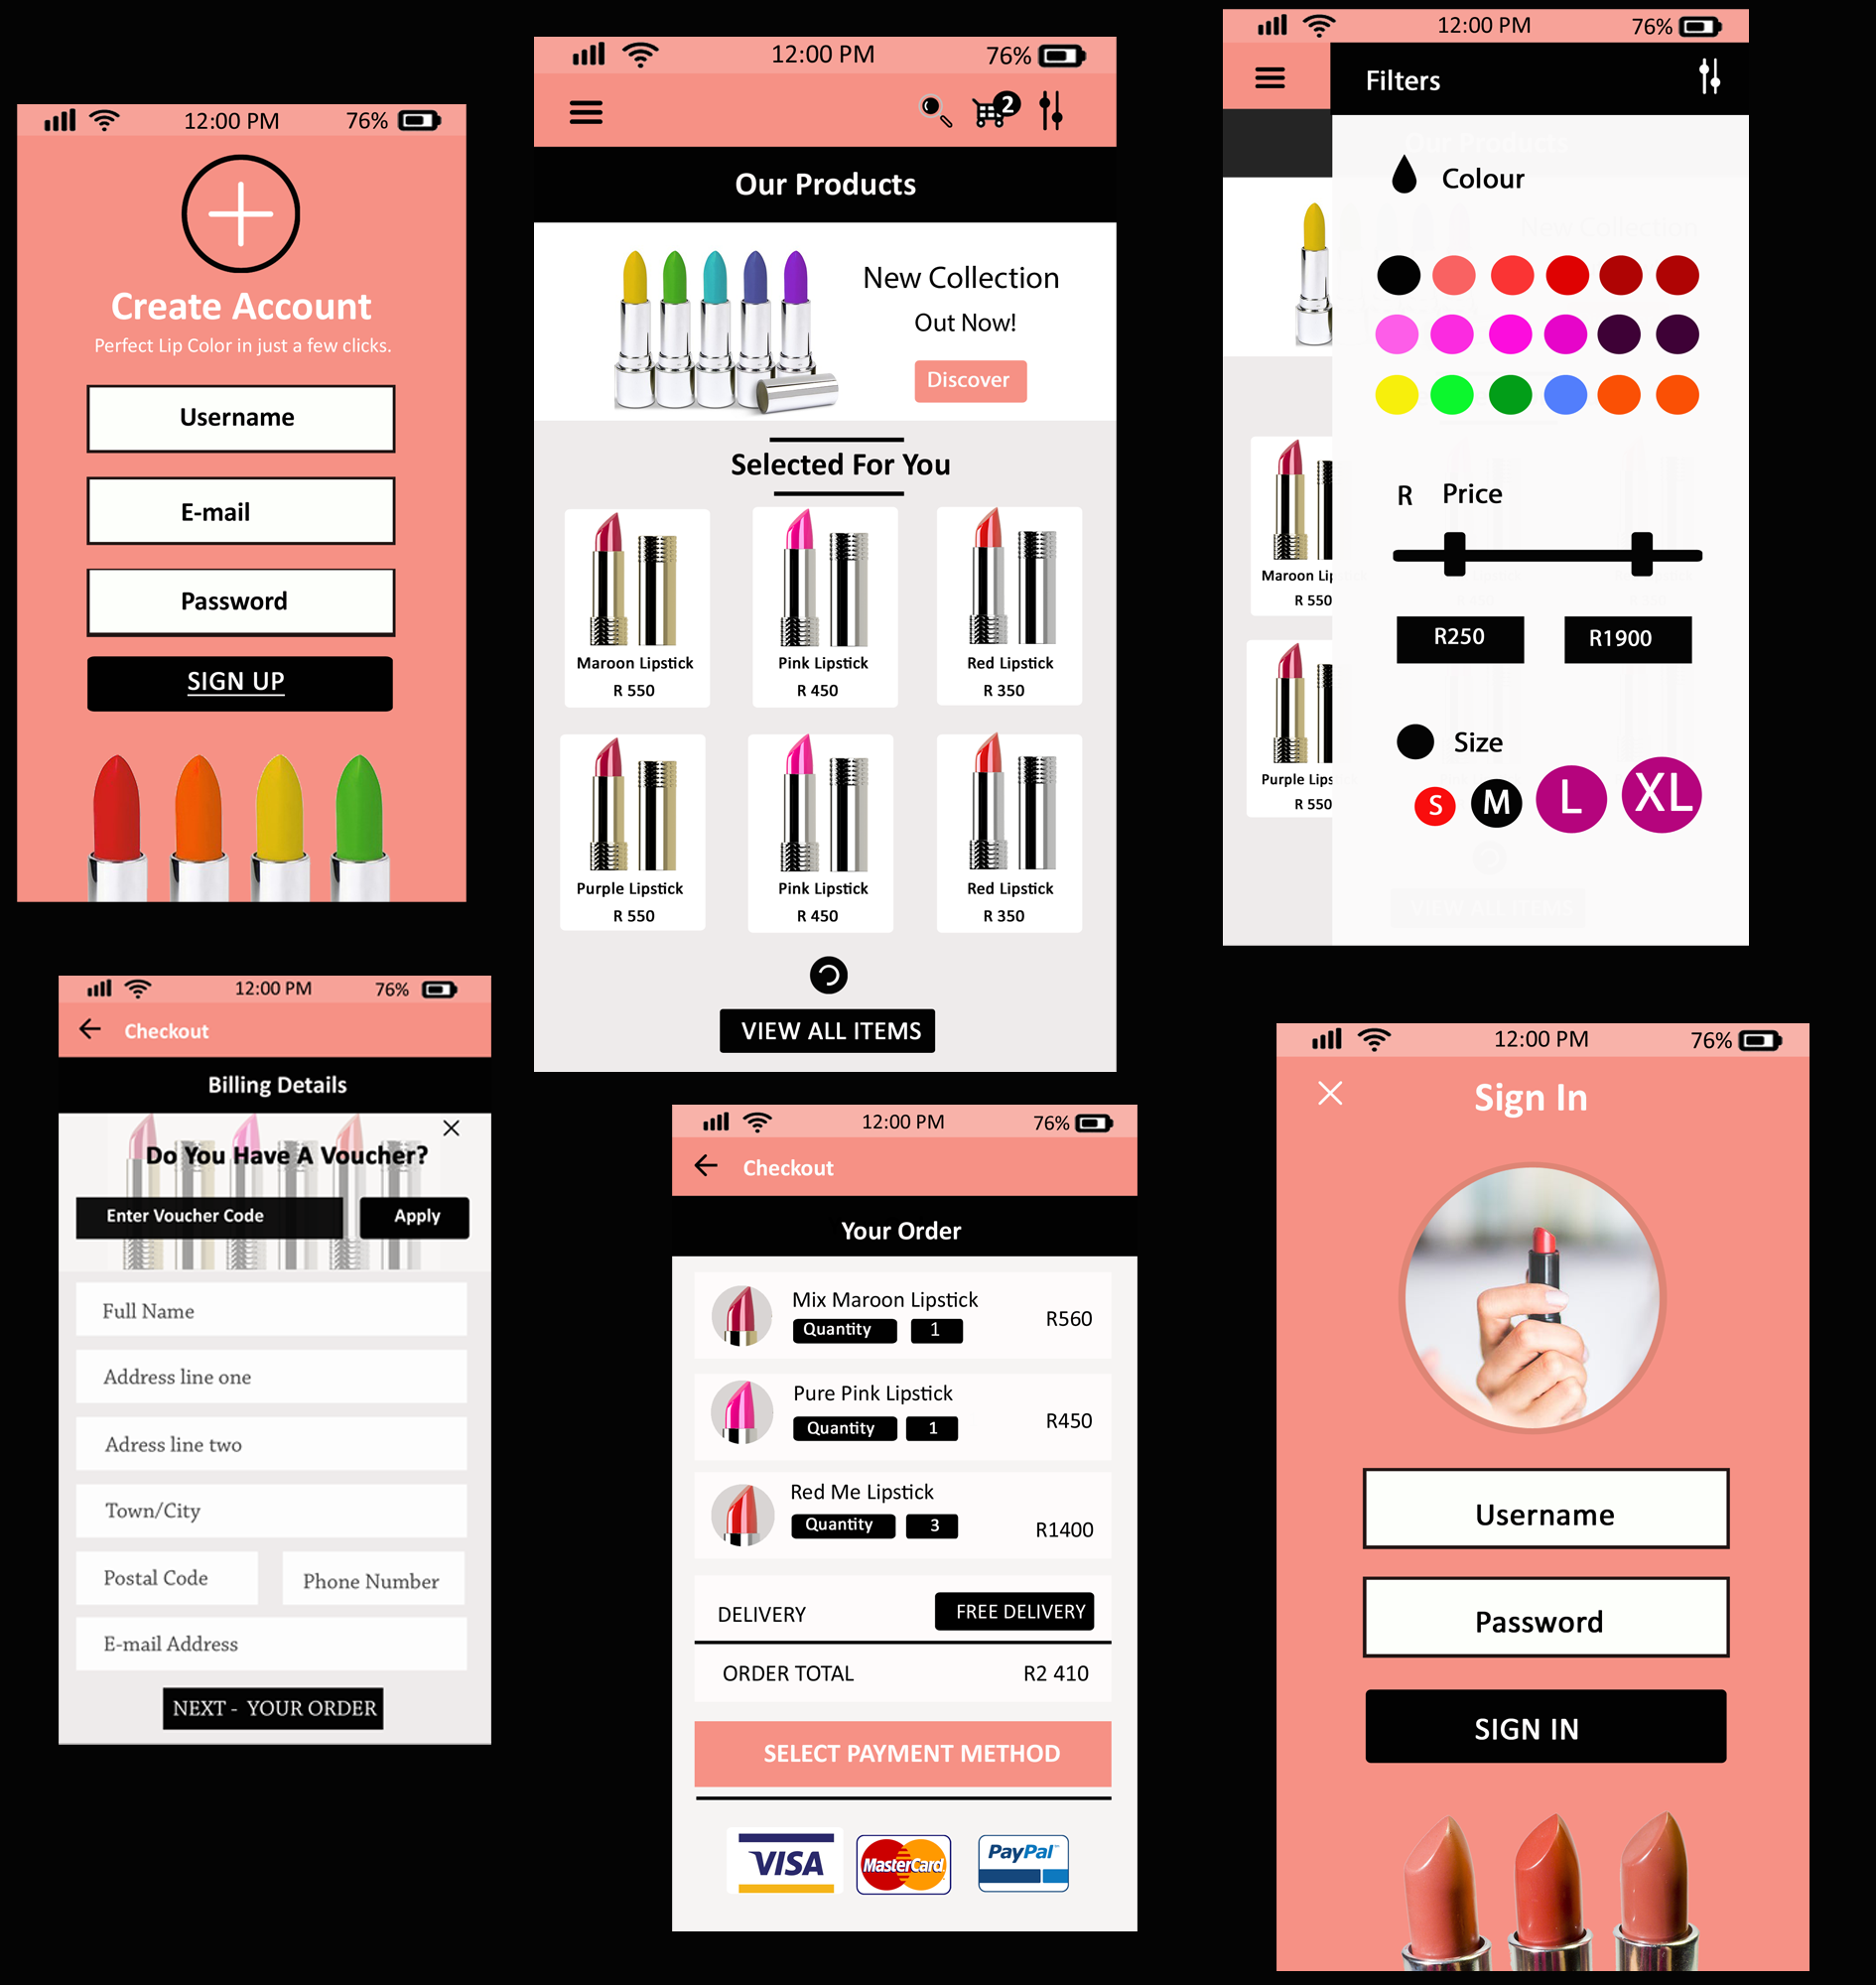 12:00 PM
76%
Create Account
Perfect Lip Color in just a few clicks.
Username
E-mail
Password
SIGN UP
12:00 PM
76%
2
Our Products
New Collection
Out Now!
Discover
Selected For You
Maroon Lipstick
R 550
Pink Lipstick
R 450
Red Lipstick
R 350
Purple Lipstick
R 550
Pink Lipstick
R 450
Red Lipstick
R 350
VIEW ALL ITEMS
12:00 PM
76%
Filters
Our Products
New Collection
Colour
Maroon Lip
R 550
Purple Lips
R 550
R Price
R250
R1900
Size
S M L XL
VIEW ALL ITEMS
12:00 PM
76%
Checkout
Billing Details
Do You Have A Voucher?
Enter Voucher Code
Apply
Full Name
Address line one
Adress line two
Town/City
Postal Code
Phone Number
E-mail Address
NEXT - YOUR ORDER
12:00 PM
76%
Checkout
Your Order
Mix Maroon Lipstick
Quantity 1
R560
Pure Pink Lipstick
Quantity 1
R450
Red Me Lipstick
Quantity 3
R1400
DELIVERY
FREE DELIVERY
ORDER TOTAL
R2 410
SELECT PAYMENT METHOD
VISA
MasterCard
PayPal
12:00 PM
76%
Sign In
Username
Password
SIGN IN